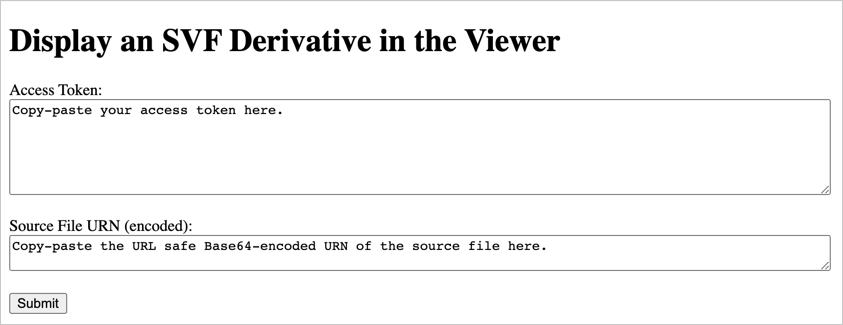 Display an SVF Derivative in the Viewer
Access Token:
Copy-paste your access token here.
Source File URN (encoded):
Copy-paste the URL safe Base64-encoded URN of the source file here.
Submit